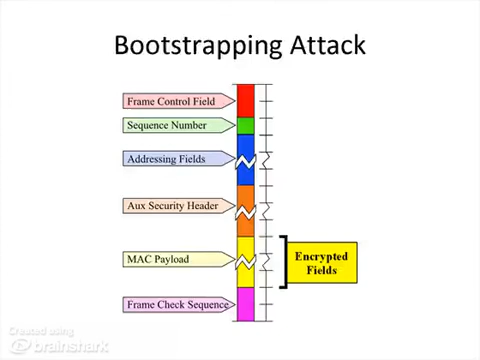 Bootstrapping Attack
Frame Control Field
Sequence Number
Addressing Fields
Aux Security Header
MAC Payload
Encrypted
Fields
Frame Check Sequence
Created using
brainshark